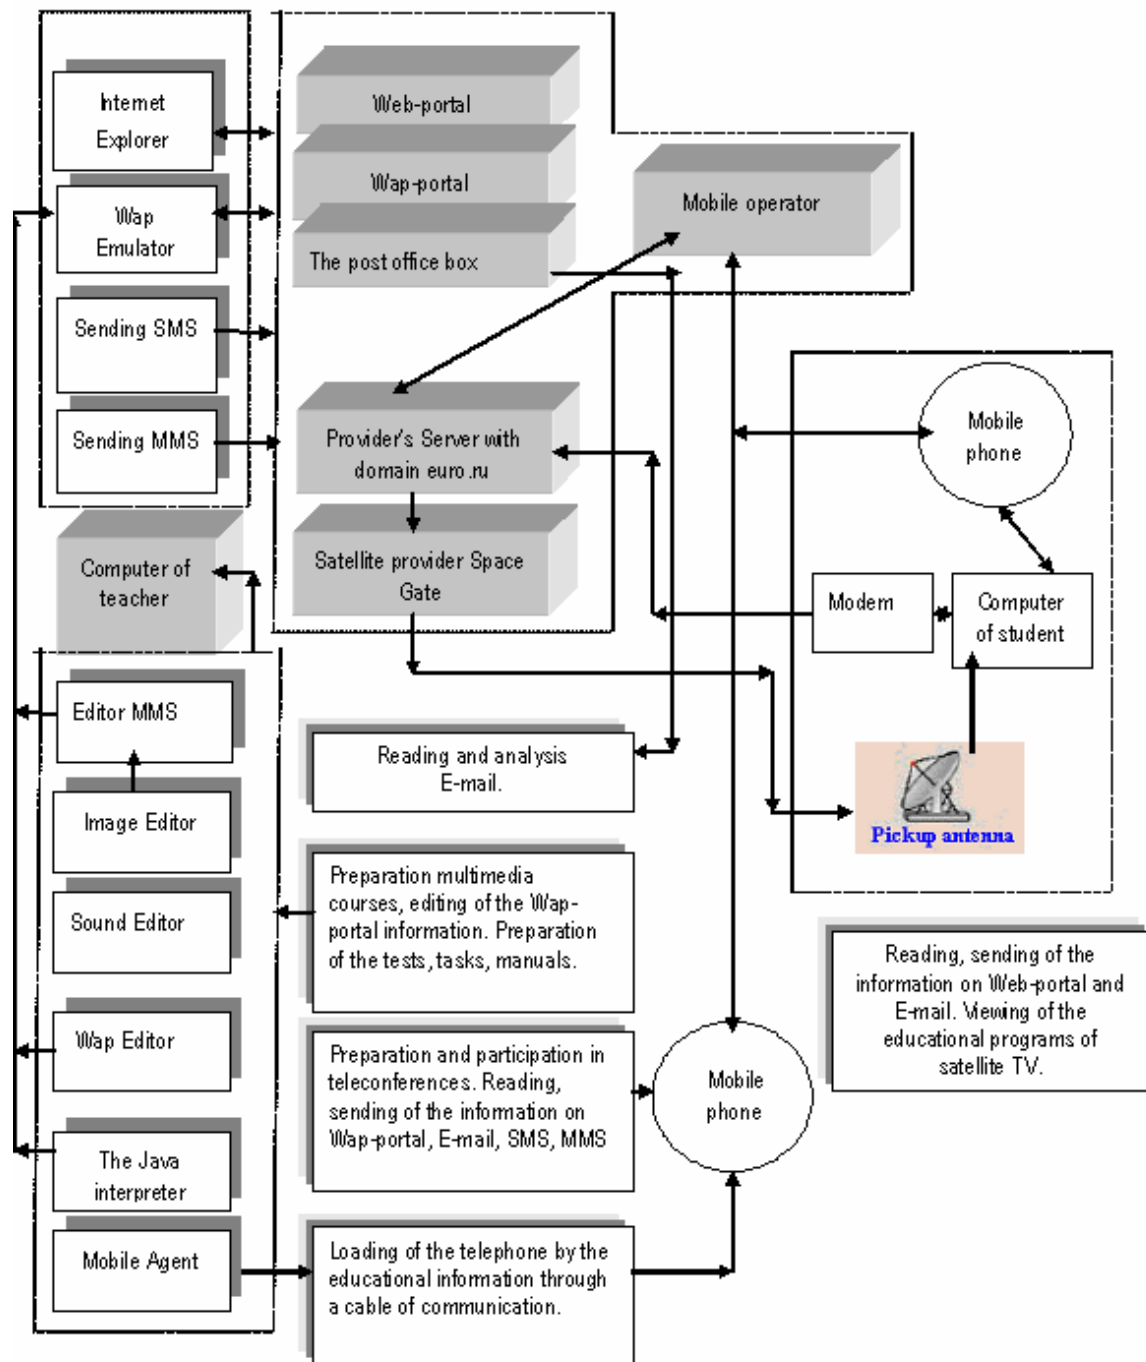 Internet
Explorer
Wap
Emulator
Sending SMS
Sending MMS
Web-portal
Wap-portal
The post office box
Mobile operator
Provider's Server with
domain euro.ru
Satellite provider Space
Gate
Computer of
teacher
Mobile
phone
Modem
Computer
of student
Pickup antenna
Editor MMS
Image Editor
Sound Editor
Wap Editor
The Java
interpreter
Mobile Agent
Reading and analysis
E-mail.
Preparation multimedia
courses, editing of the Wap-
portal information. Preparation
of the tests, tasks, manuals.
Preparation and participation in
teleconferences. Reading,
sending of the information on
Wap-portal, E-mail, SMS, MMS
Loading of the telephone by the
educational information through
a cable of communication.
Mobile
phone
Reading, sending of the
information on Web-portal and
E-mail. Viewing of the
educational programs of
satellite TV.